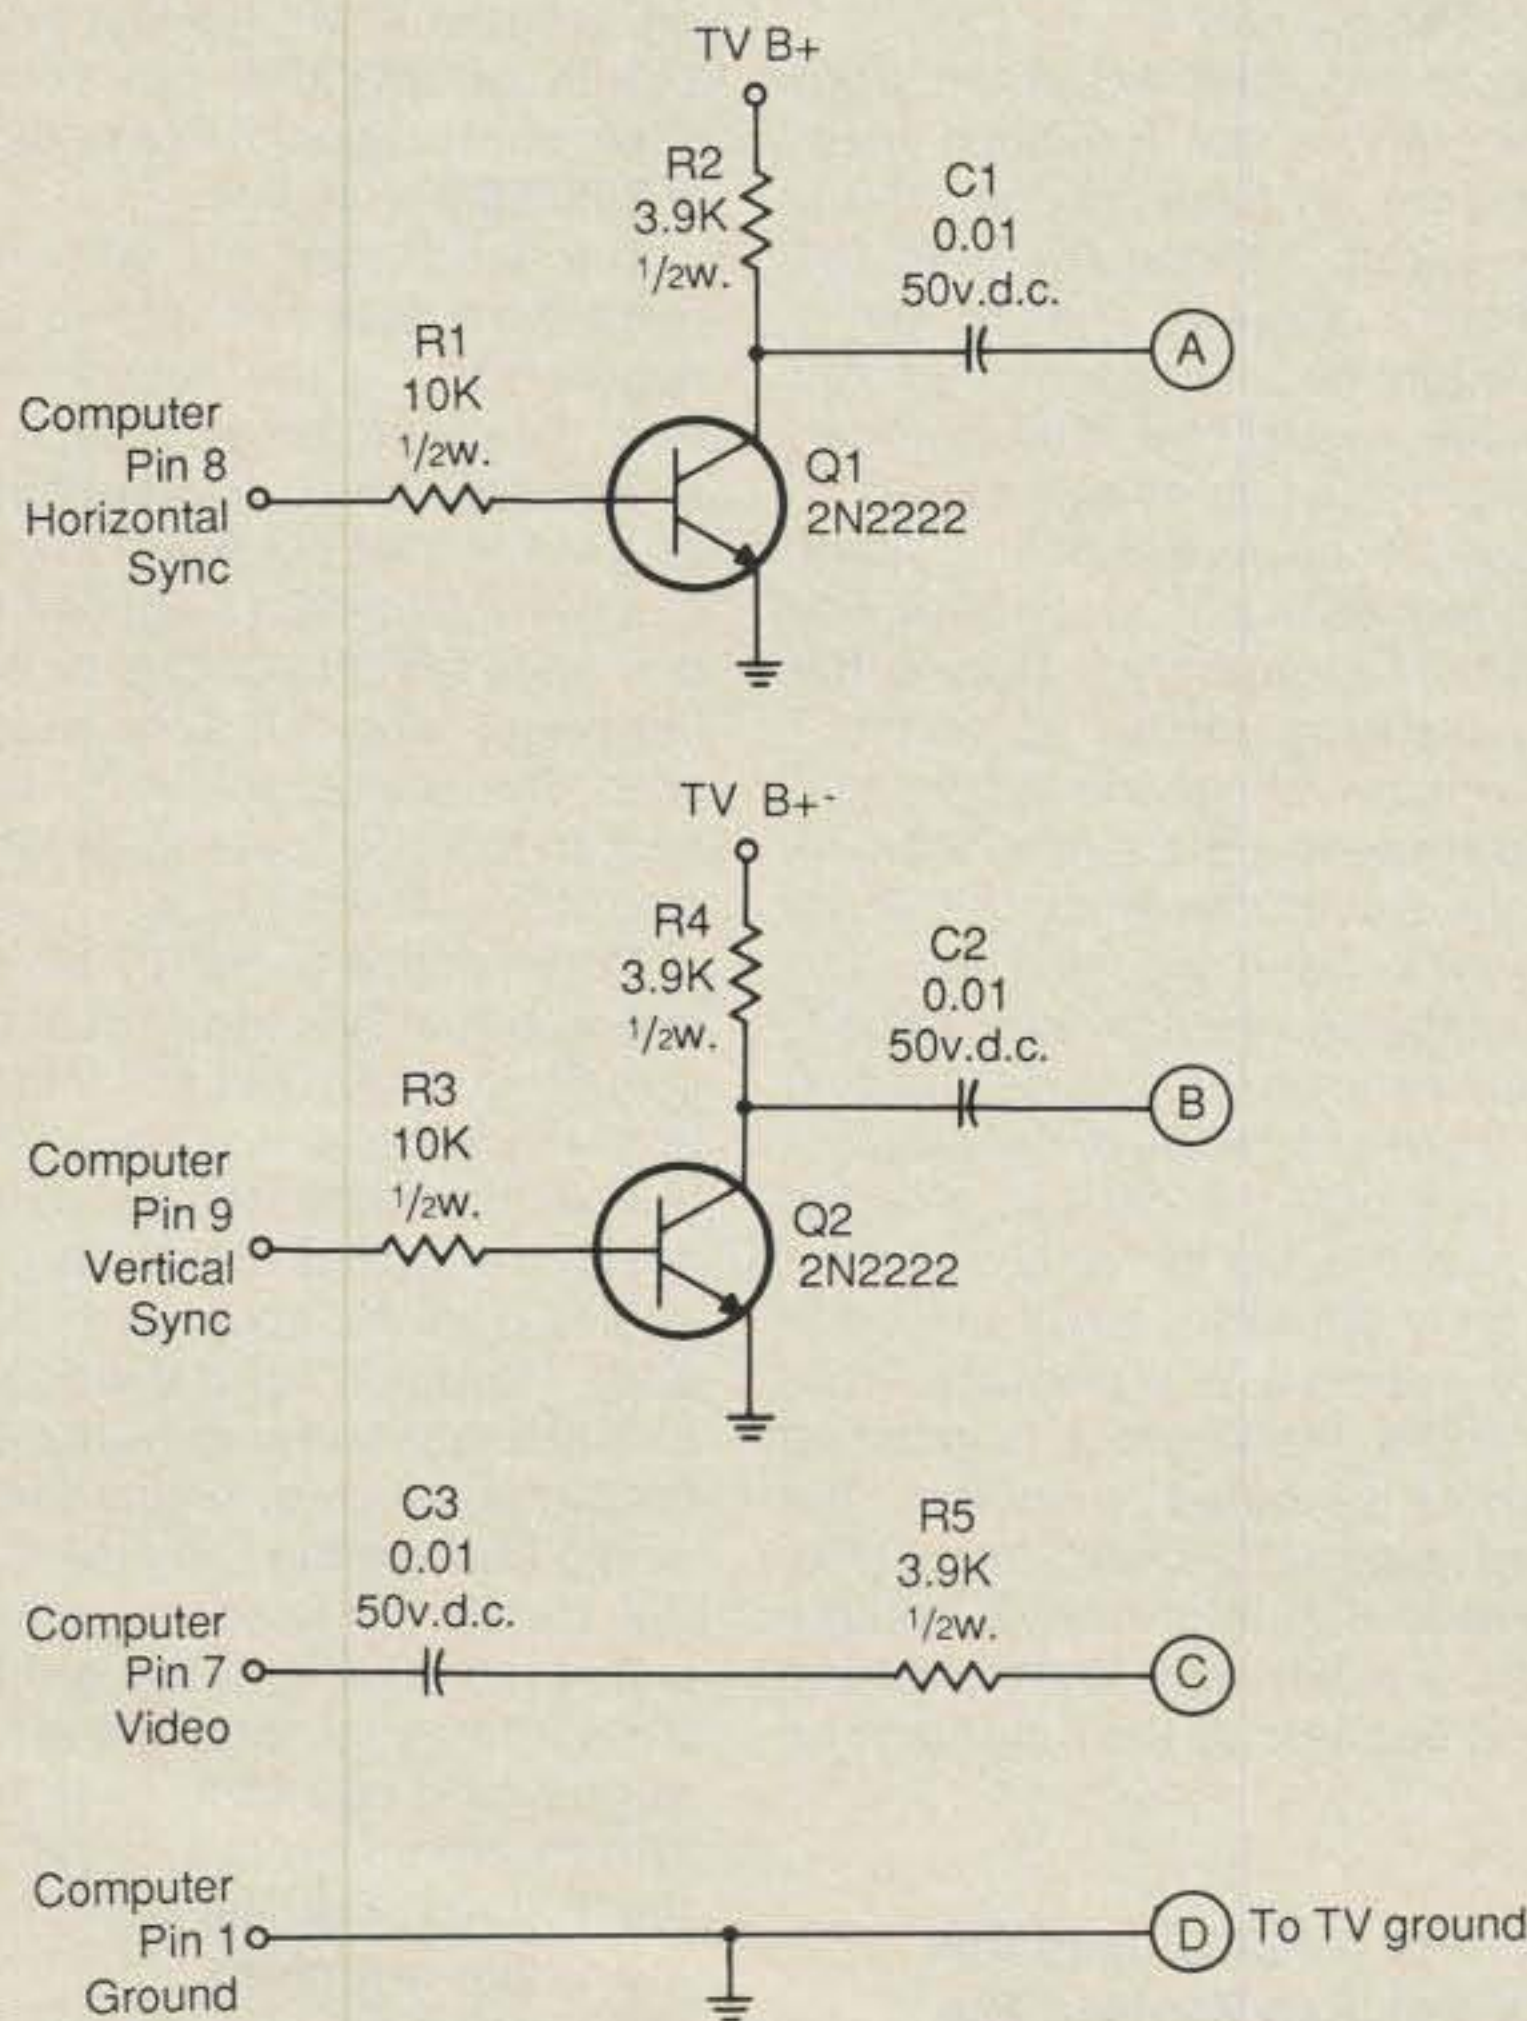 TV B+
R2
3.9K
1/2w.
C1
0.01
50v.d.c.
A
R1
10K
1/2w.
Computer
Pin 8
Horizontal
Sync
Q1
2N2222
TV B+-
R4
3.9K
1/2w.
C2
0.01
50v.d.c.
B
R3
10K
1/2w.
Computer
Pin 9
Vertical
Sync
Q2
2N2222
C3
0.01
50v.d.c.
R5
3.9K
1/2w.
Computer
Pin 7
Video
C
Computer
Pin 1
Ground
D To TV ground